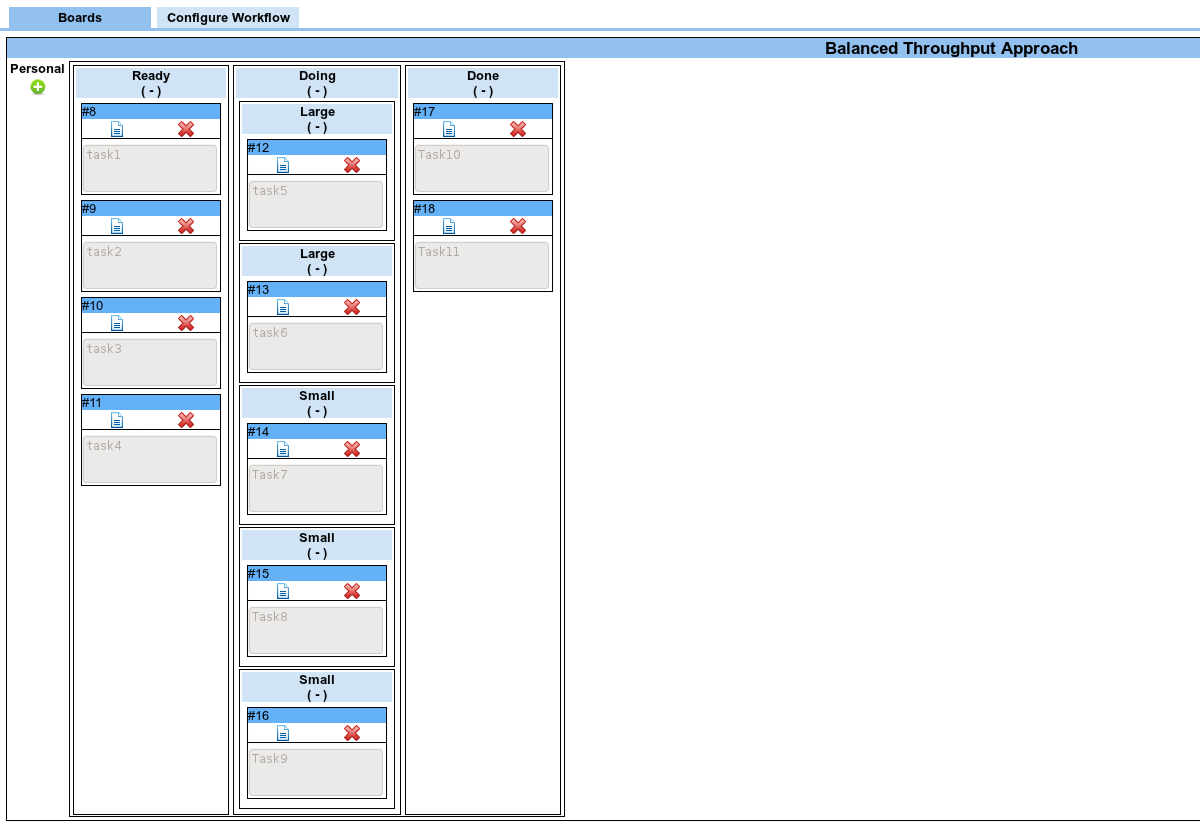 Boards
Configure Workflow
Balanced Throughput Approach
Personal
Ready
( - )
#8
task1
#9
task2
#10
task3
#11
task4
Doing
( - )
Large
( - )
#12
task5
Large
( - )
#13
task6
Small
( - )
#14
Task7
Small
( - )
#15
Task8
Small
( - )
#16
Task9
Done
( - )
#17
Task10
#18
Task11